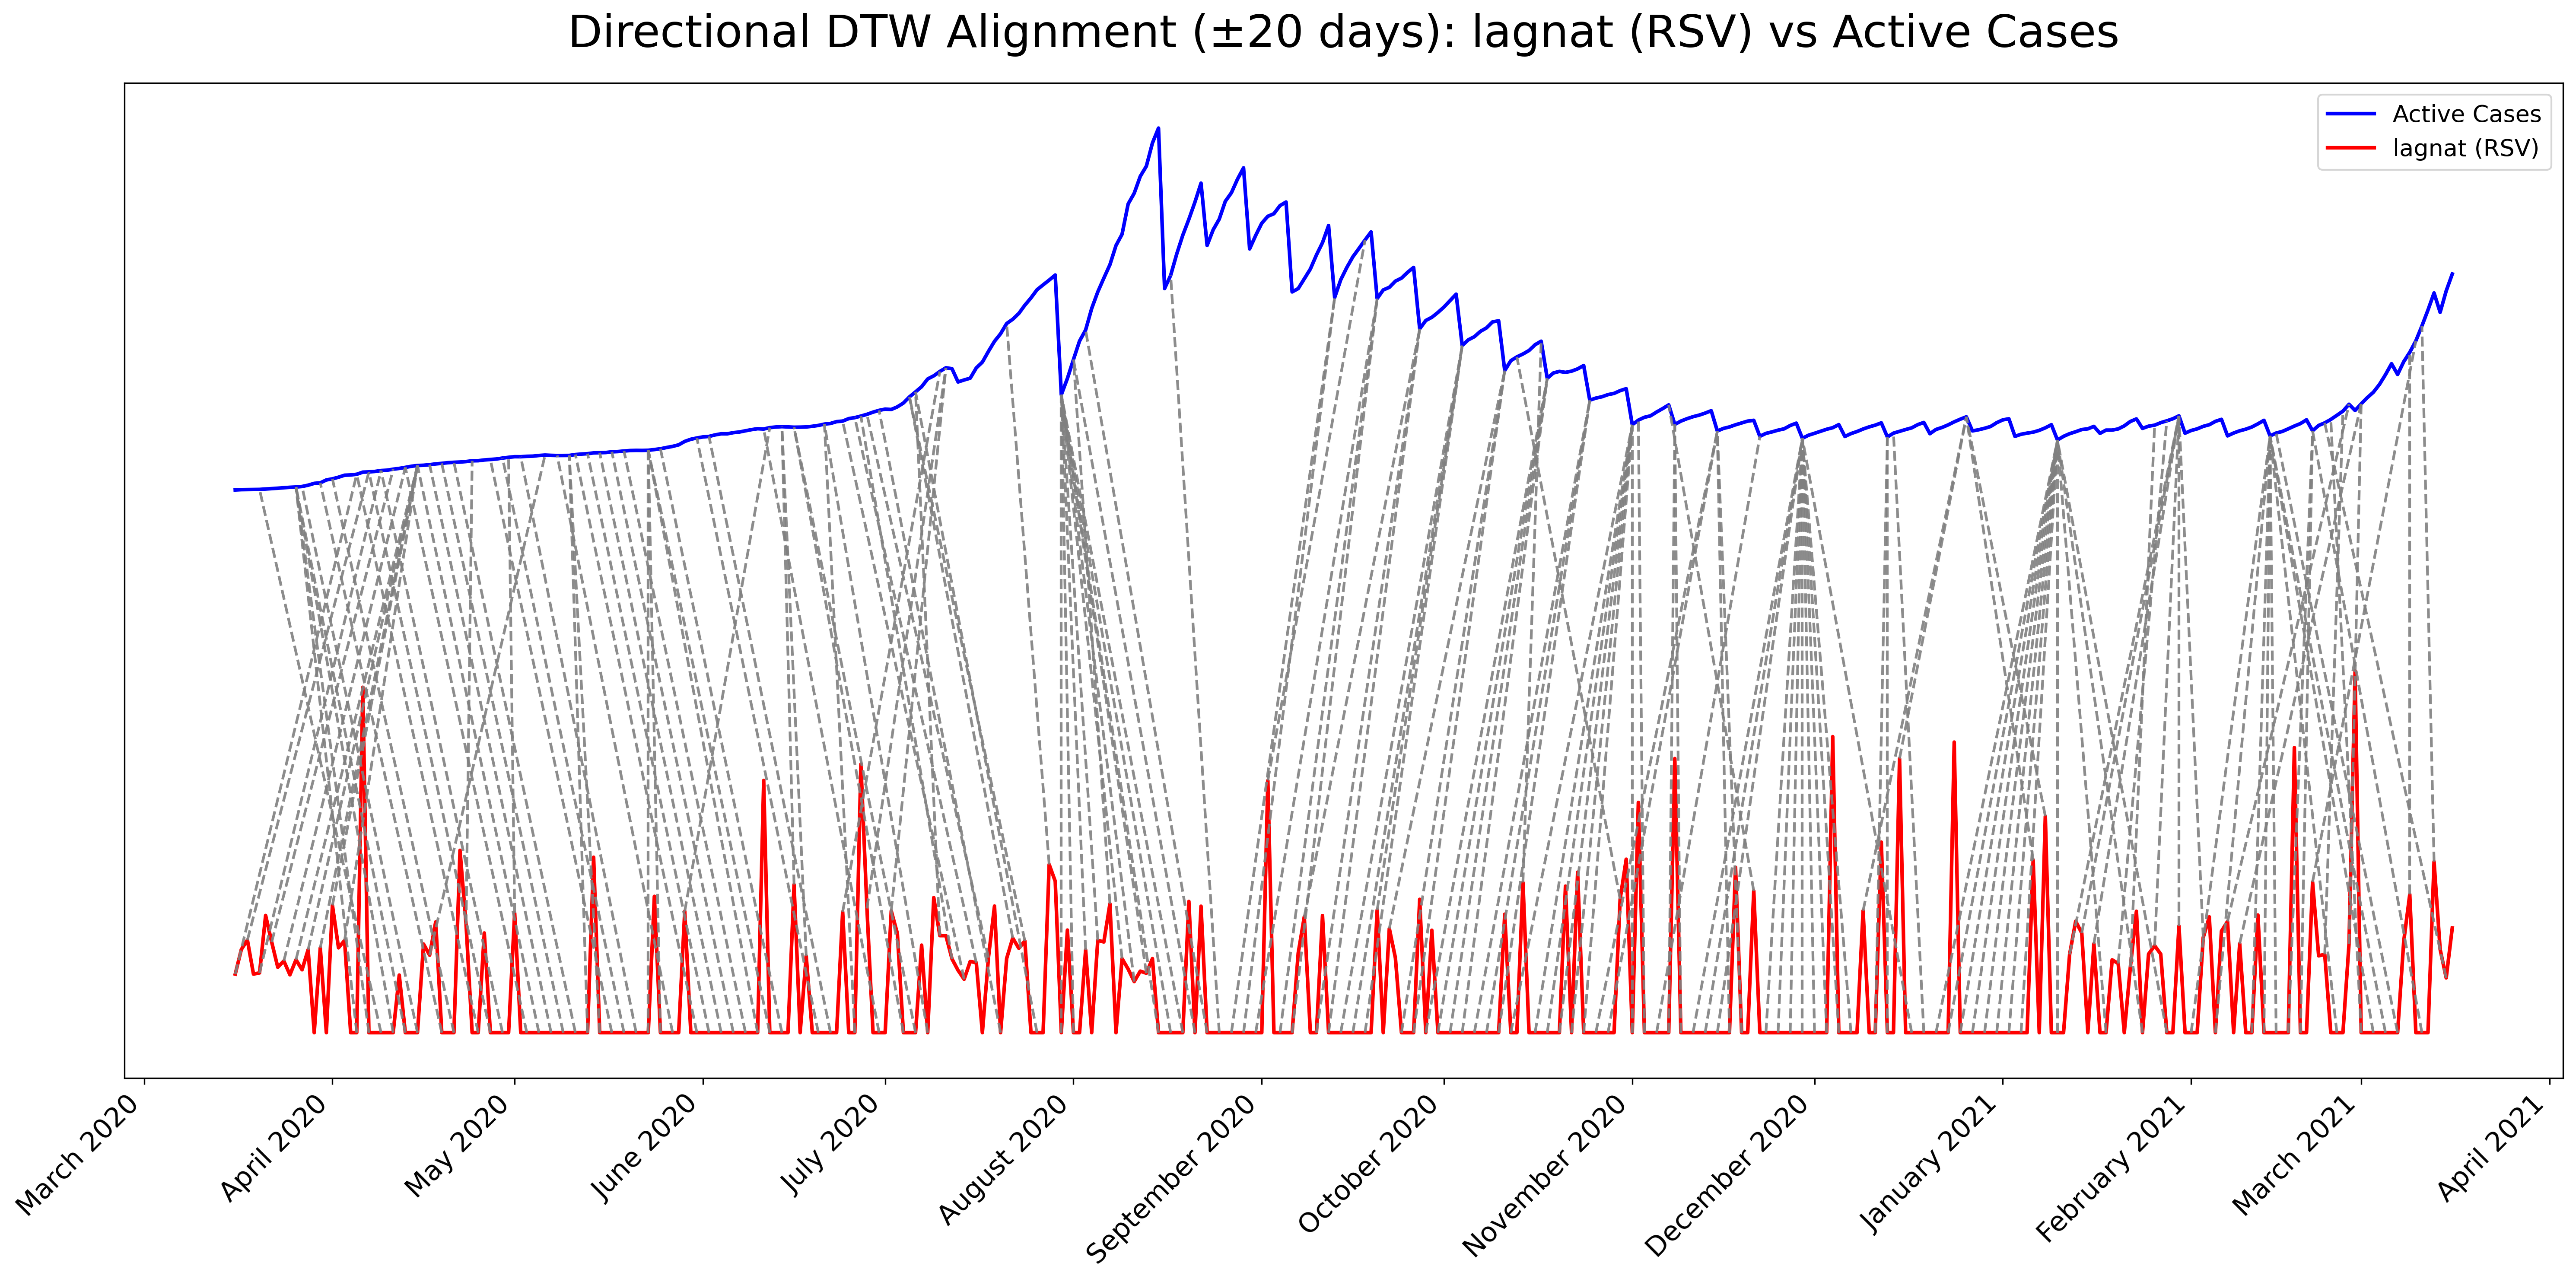 Directional DTW Alignment (±20 days): lagnat (RSV) vs Active Cases
Active Cases
lagnat (RSV)
March 2020
April 2020
May 2020
June 2020
July 2020
August 2020
September 2020
October 2020
November 2020
December 2020
January 2021
February 2021
March 2021
April 2021